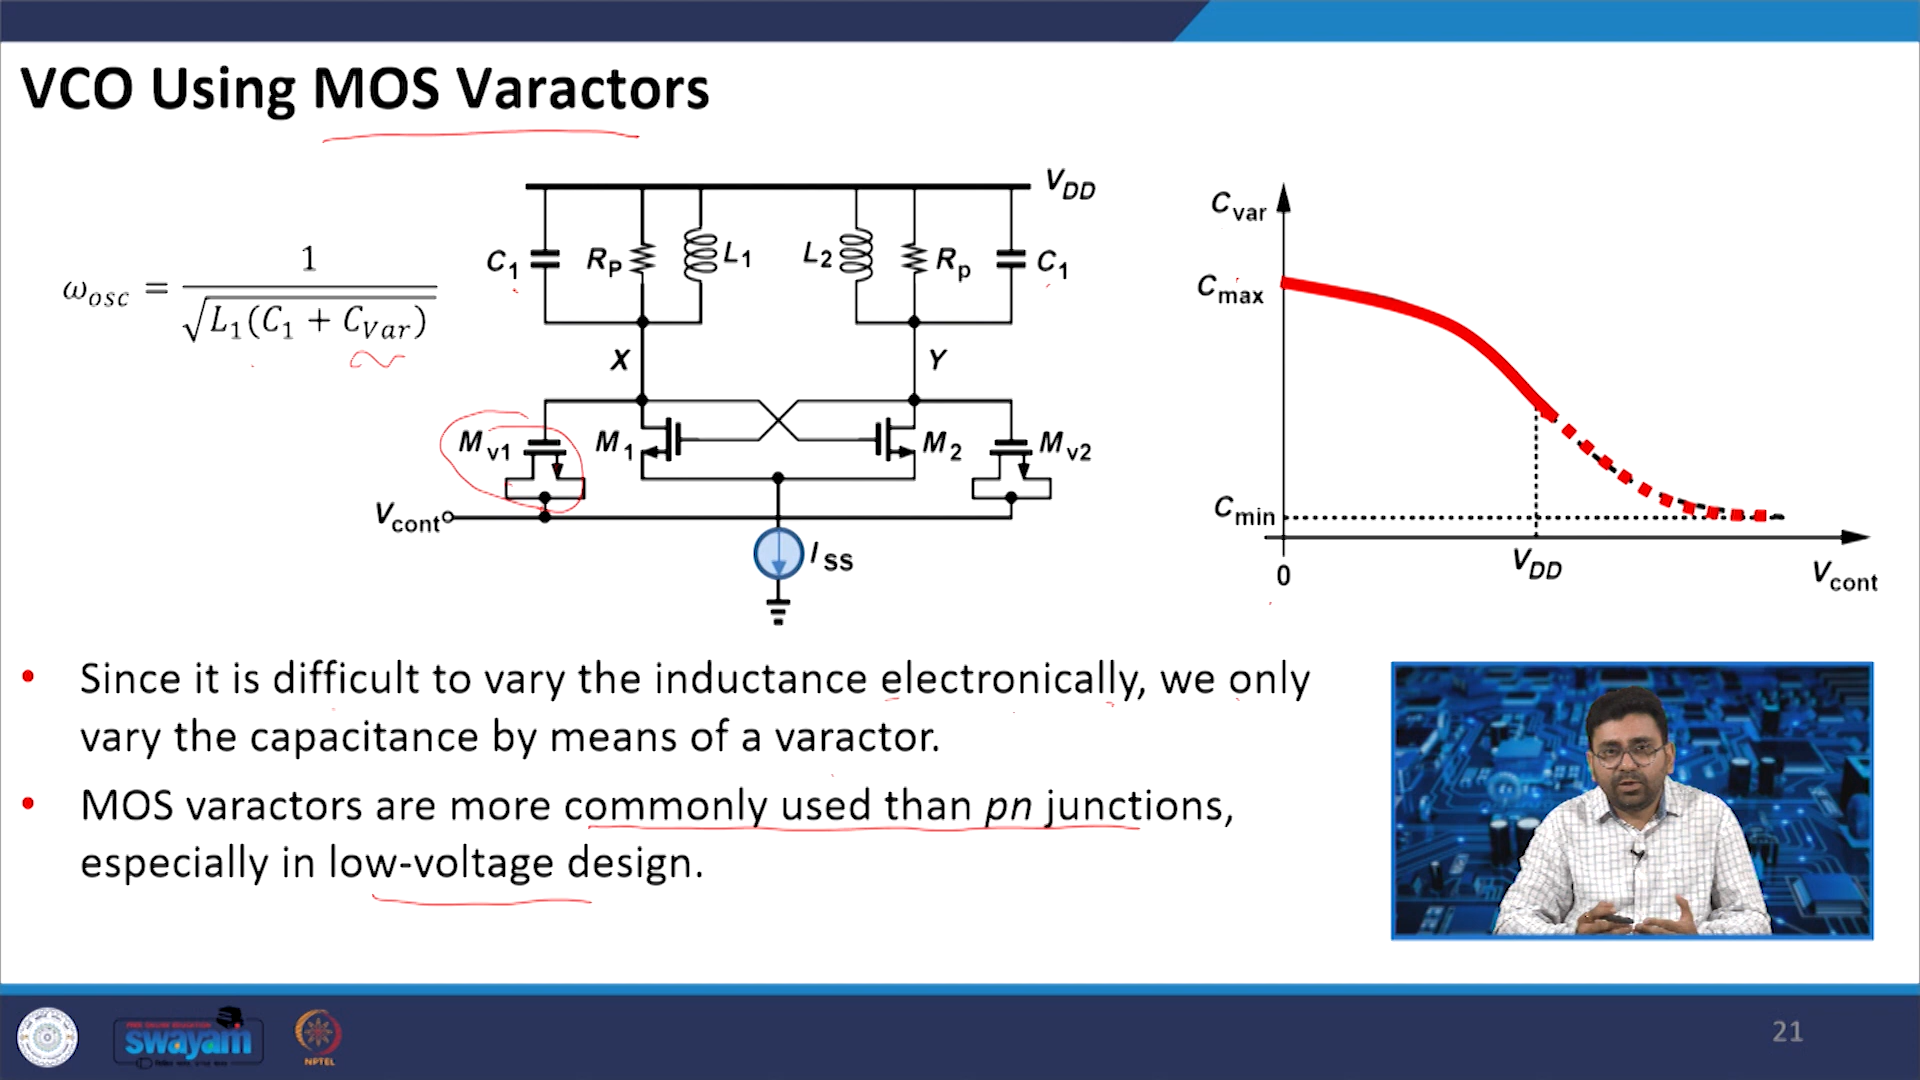 VCO Using MOS Varactors
ω_osc = 1 / √L₁(C₁ + C_Var)
V_DD
C₁ R_P L₁ L₂ R_p C₁
X Y
M_v1 M₁ M₂ M_v2
V_cont
I_SS
C_var
C_max
C_min
0 V_DD V_cont
• Since it is difficult to vary the inductance electronically, we only
vary the capacitance by means of a varactor.
• MOS varactors are more commonly used than pn junctions,
especially in low-voltage design.
swayam
NPTEL
21